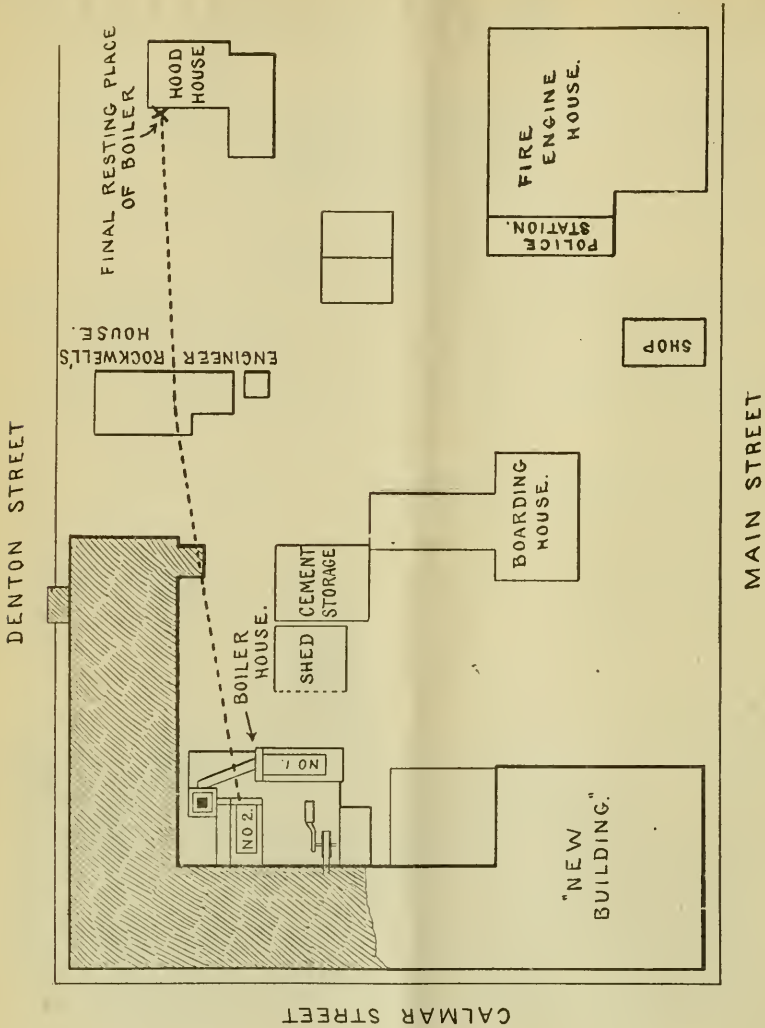 DENTON STREET
FINAL RESTING PLACE
OF BOILER
HOOD
HOUSE
ENGINEER ROCKWELL'S
HOUSE.
FIRE
ENGINE
HOUSE.
POLICE
STATION.
SHOP
BOARDING
HOUSE.
CEMENT
STORAGE
SHED
BOILER
HOUSE.
NO 1.
NO 2.
"NEW
BUILDING."
MAIN STREET
CALMAR STREET